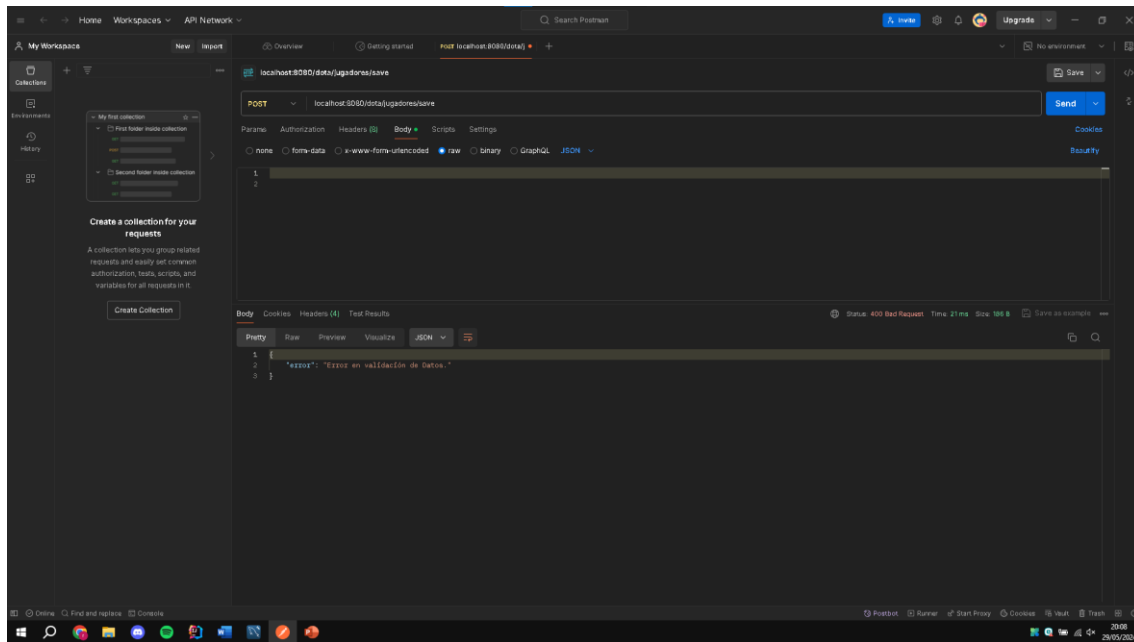 Home Workspaces API Network Search Postman Invite Upgrade
My Workspace New Import Overview Getting started POST localhost:8080/dota/j + No environment
Collections
Environments
History
My first collection
First folder inside collection
Second folder inside collection
Create a collection for your
requests
A collection lets you group related
requests and easily set common
authorization, tests, scripts, and
variables for all requests in it.
Create Collection
localhost:8080/dota/jugadores/save Save
POST localhost:8080/dota/jugadores/save Send
Params Authorization Headers (8) Body Scripts Settings Cookies
none form-data x-www-form-urlencoded raw binary GraphQL JSON Beautify
1
2
Body Cookies Headers (4) Test Results Status: 400 Bad Request Time: 21 ms Size: 186 B Save as example
Pretty Raw Preview Visualize JSON
1 {
2 "error": "Error en validación de Datos."
3 }
Online Find and replace Console Postbot Runner Start Proxy Cookies Vault Trash
20:08